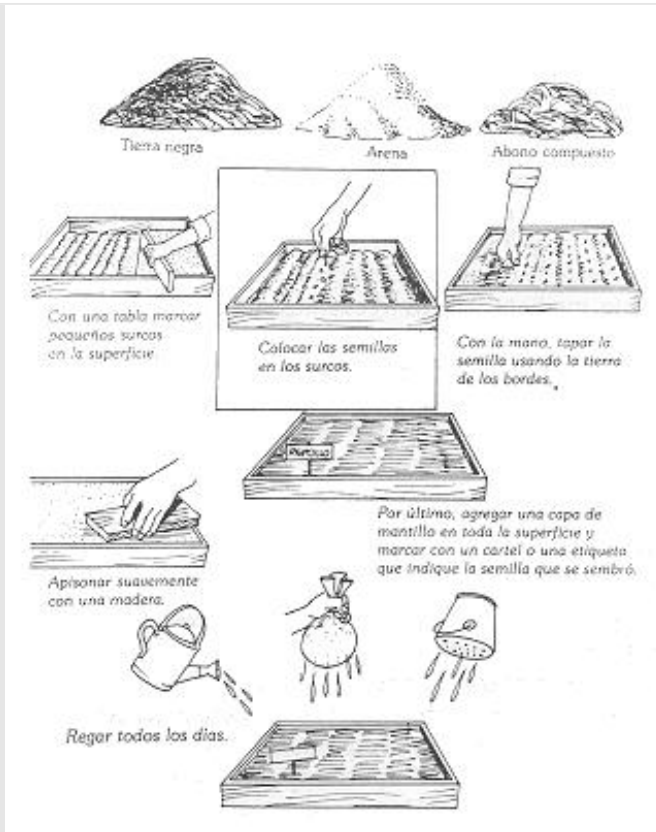 Tierra negra
Arena
Abono compuesto
Con una tabla marcar
pequeños surcos
en la superficie.
Colocar las semillas
en los surcos.
Con la mano, tapar la
semilla usando la tierra
de los bordes.
Por último, agregar una capa de
mantillo en toda la superficie y
marcar con un cartel o una etiqueta
que indique la semilla que se sembró.
Apisonar suavemente
con una madera.
Regar todos los días.